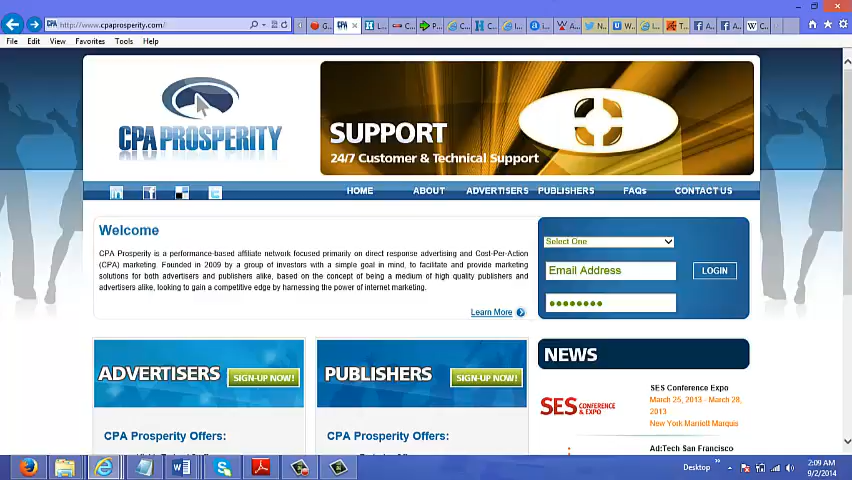 http://www.cpaprosperity.com/
CPA
File Edit View Favorites Tools Help
CPA PROSPERITY
SUPPORT
24/7 Customer & Technical Support
HOME ABOUT ADVERTISERS PUBLISHERS FAQs CONTACT US
Welcome
CPA Prosperity is a performance-based affiliate network focused primarily on direct response advertising and Cost-Per-Action
(CPA) marketing. Founded in 2009 by a group of investors with a simple goal in mind, to facilitate and provide marketing
solutions for both advertisers and publishers alike, based on the concept of being a medium of high quality publishers and
advertisers alike, looking to gain a competitive edge by harnessing the power of internet marketing.
Learn More
Select One
Email Address
LOGIN
ADVERTISERS SIGN-UP NOW!
PUBLISHERS SIGN-UP NOW!
CPA Prosperity Offers:
CPA Prosperity Offers:
NEWS
SES CONFERENCE & EXPO
SES Conference Expo
March 25, 2013 - March 28,
2013
New York Marriott Marquis
Ad:Tech San Francisco
Desktop
2:09 AM
9/2/2014